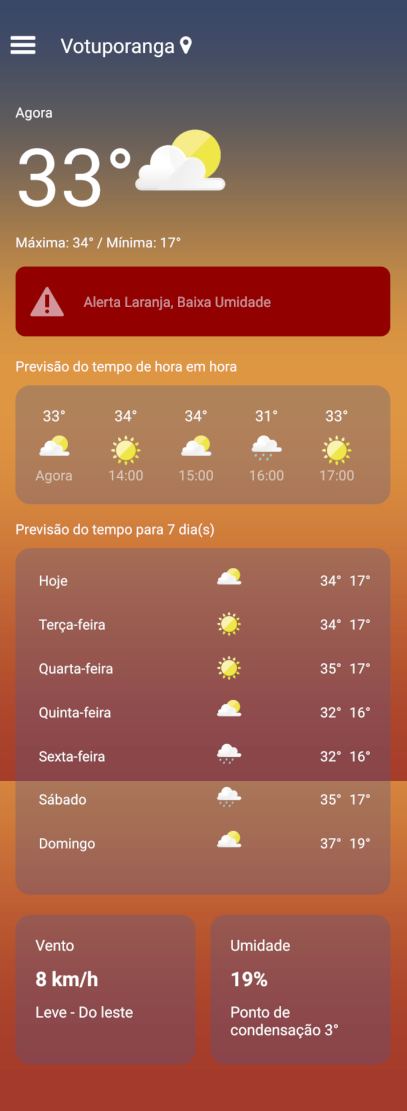 Votuporanga
Agora
33°
Máxima: 34° / Mínima: 17°
Alerta Laranja, Baixa Umidade
Previsão do tempo de hora em hora
33° 34° 34° 31° 33°
Agora 14:00 15:00 16:00 17:00
Previsão do tempo para 7 dia(s)
Hoje 34° 17°
Terça-feira 34° 17°
Quarta-feira 35° 17°
Quinta-feira 32° 16°
Sexta-feira 32° 16°
Sábado 35° 17°
Domingo 37° 19°
Vento
8 km/h
Leve - Do leste
Umidade
19%
Ponto de
condensação 3°